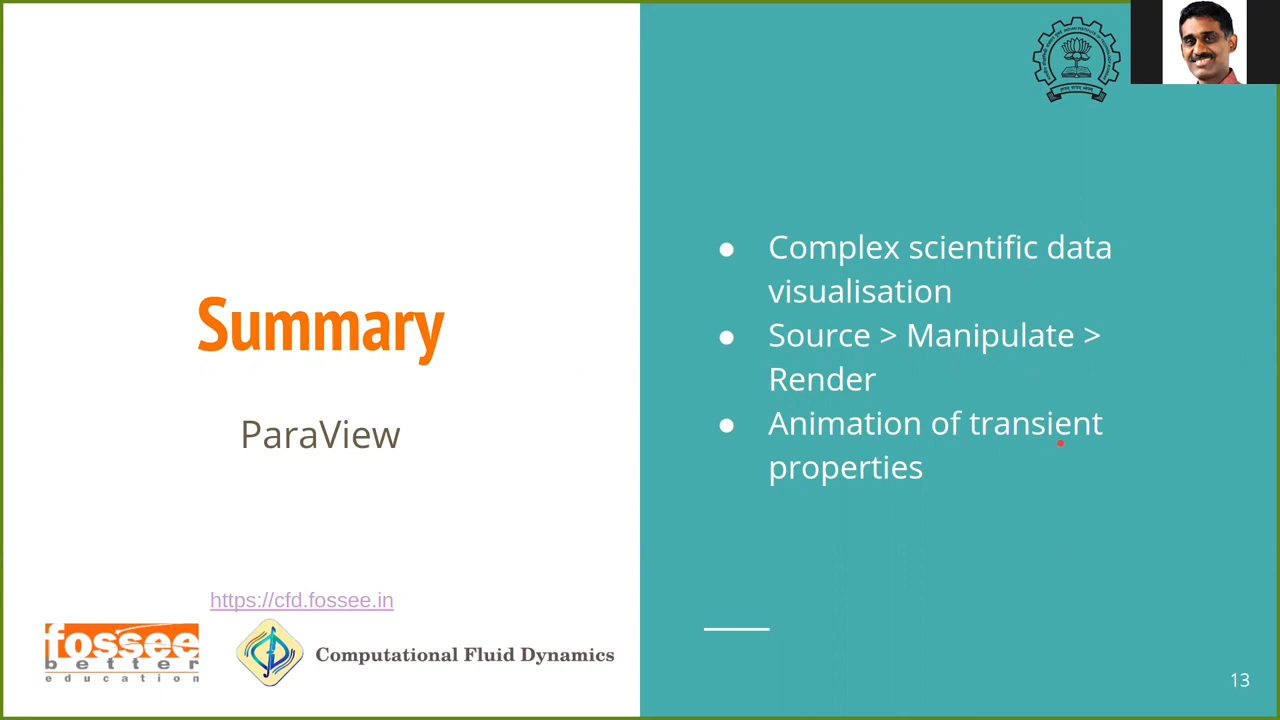 Summary
ParaView
https://cfd.fossee.in
fossee
better
education
Computational Fluid Dynamics
● Complex scientific data
visualisation
● Source > Manipulate >
Render
● Animation of transient
properties
13